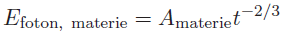 E_{foton, materie} = A_{materie} t^{-2/3}